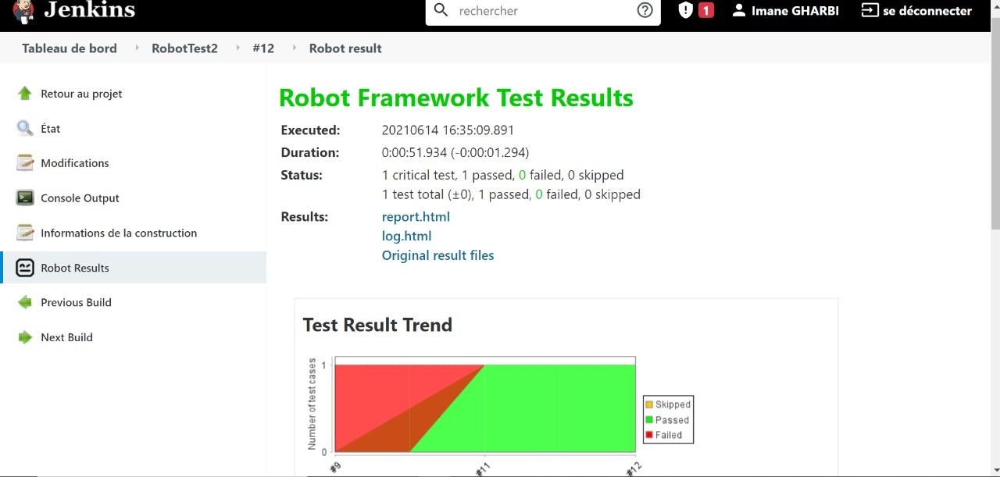 Jenkins
rechercher
1
Imane GHARBI
se déconnecter
Tableau de bord
RobotTest2
#12
Robot result
Retour au projet
État
Modifications
Console Output
Informations de la construction
Robot Results
Previous Build
Next Build
Robot Framework Test Results
Executed: 20210614 16:35:09.891
Duration: 0:00:51.934 (-0:00:01.294)
Status: 1 critical test, 1 passed, 0 failed, 0 skipped
1 test total (±0), 1 passed, 0 failed, 0 skipped
Results: report.html
log.html
Original result files
Test Result Trend
Number of test cases
1
0
#9
#11
#12
Skipped
Passed
Failed